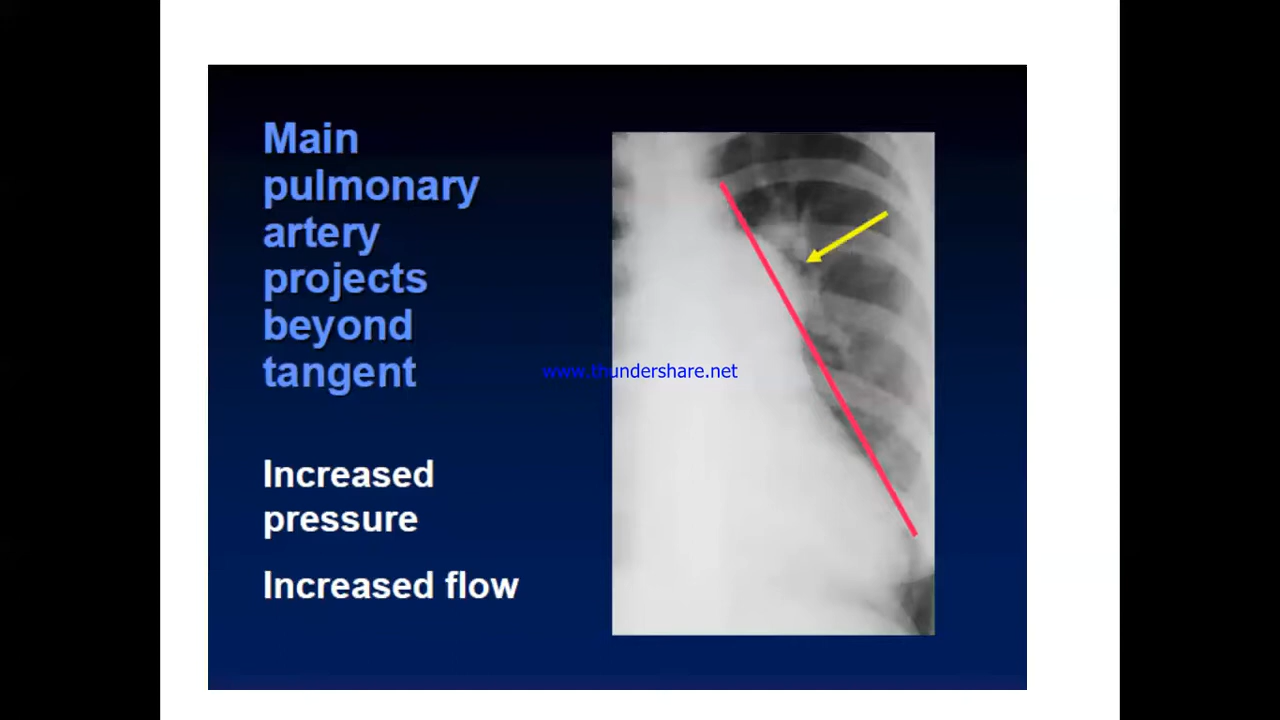 Main
pulmonary
artery
projects
beyond
tangent
www.thundershare.net
Increased
pressure
Increased flow